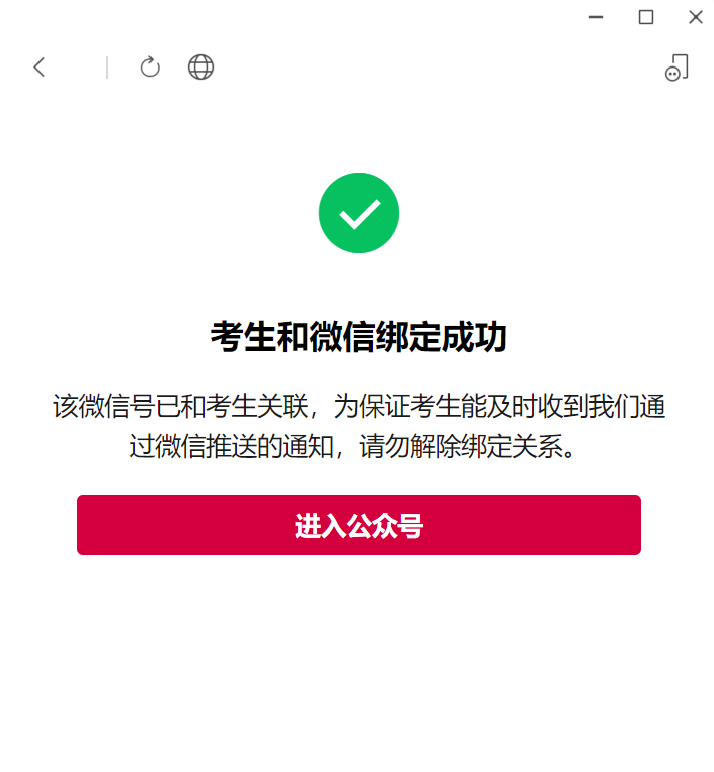 考生和微信绑定成功
该微信号已和考生关联，为保证考生能及时收到我们通
过微信推送的通知，请勿解除绑定关系。
进入公众号